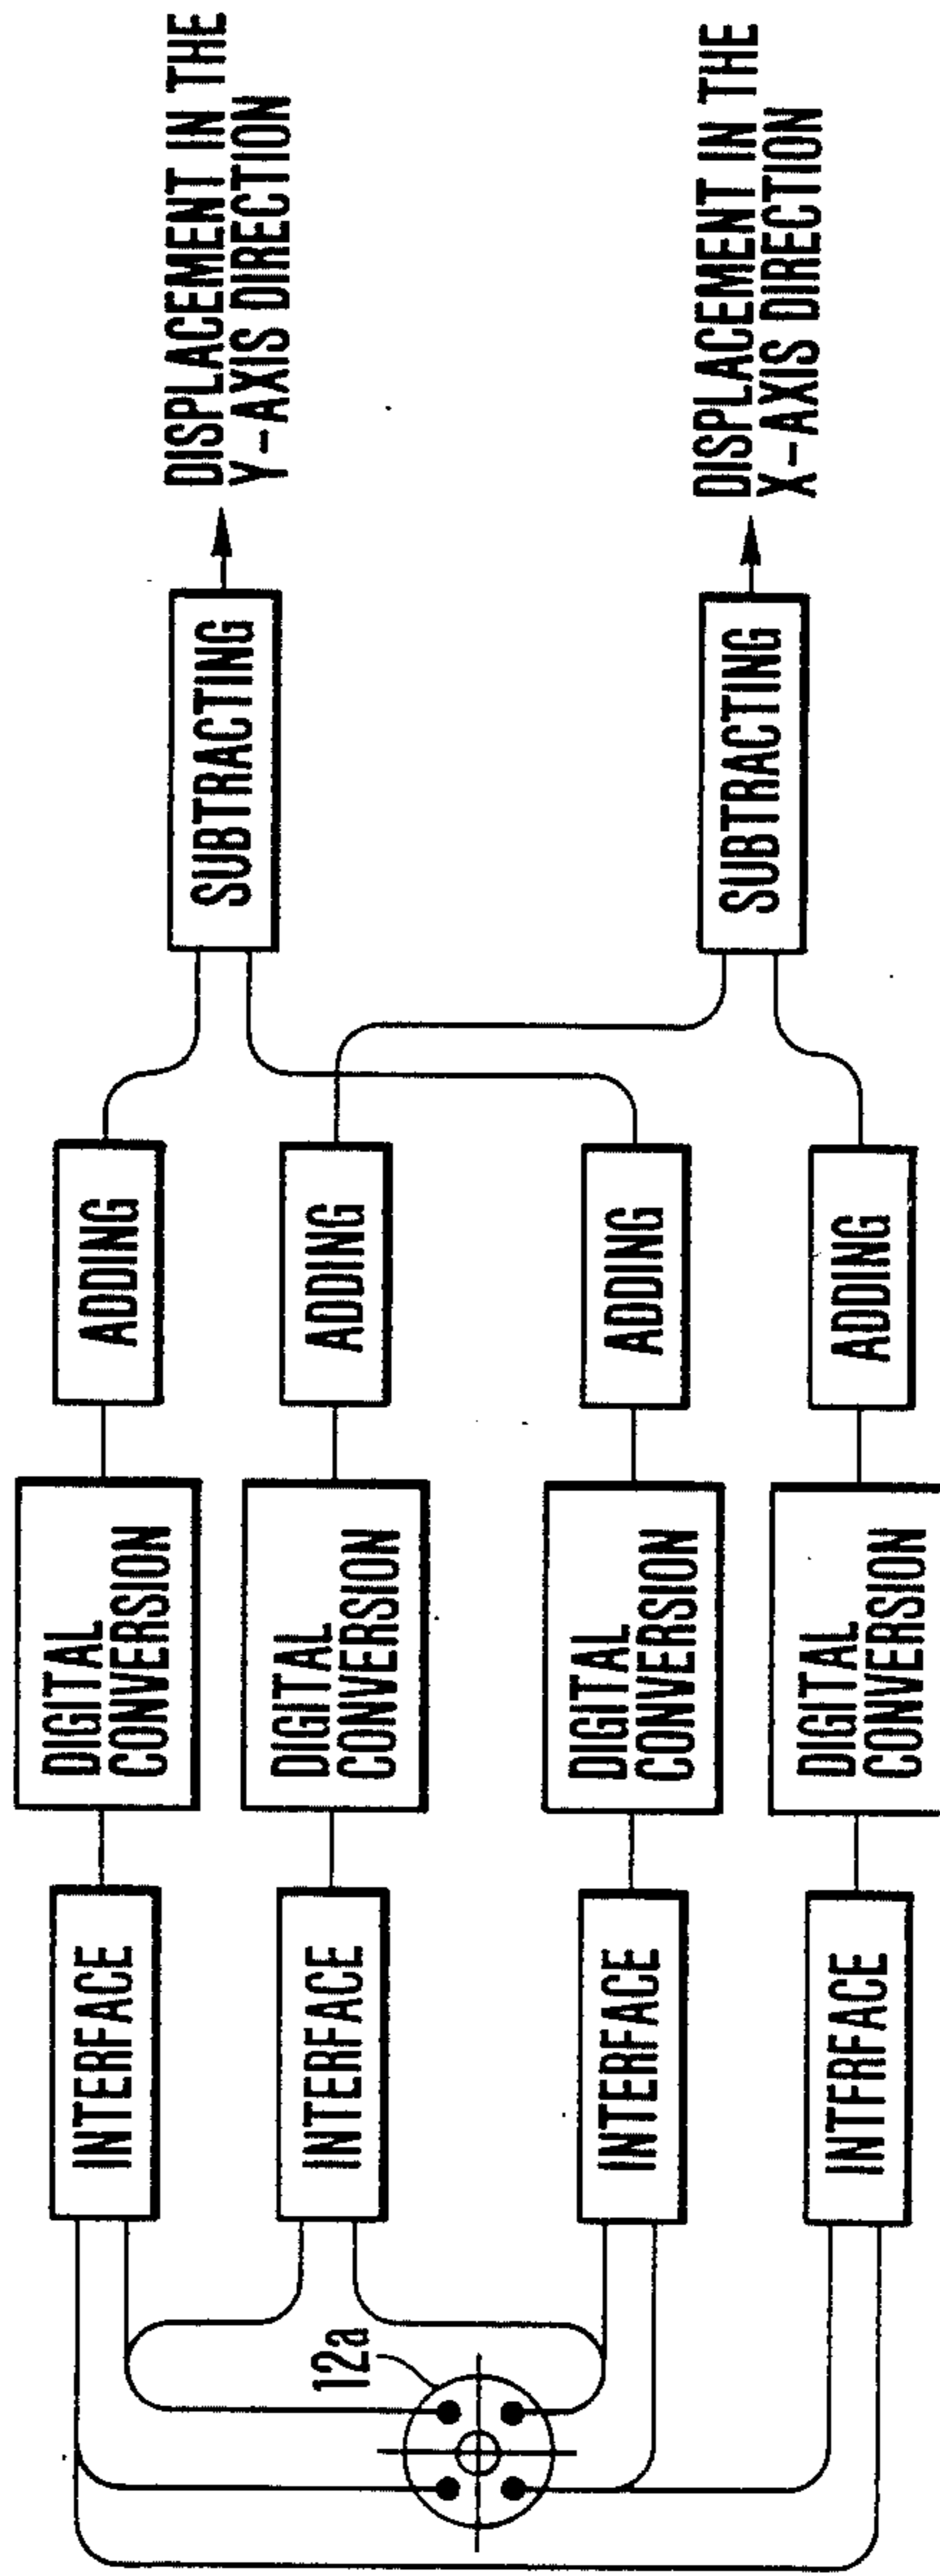 12a
INTERFACE
DIGITAL
CONVERSION
ADDING
INTERFACE
DIGITAL
CONVERSION
ADDING
INTERFACE
DIGITAL
CONVERSION
ADDING
INTFRFACE
DIGITAL
CONVERSION
ADDING
SUBTRACTING
DISPLACEMENT IN THE
Y-AXIS DIRECTION
SUBTRACTING
DISPLACEMENT IN THE
X-AXIS DIRECTION